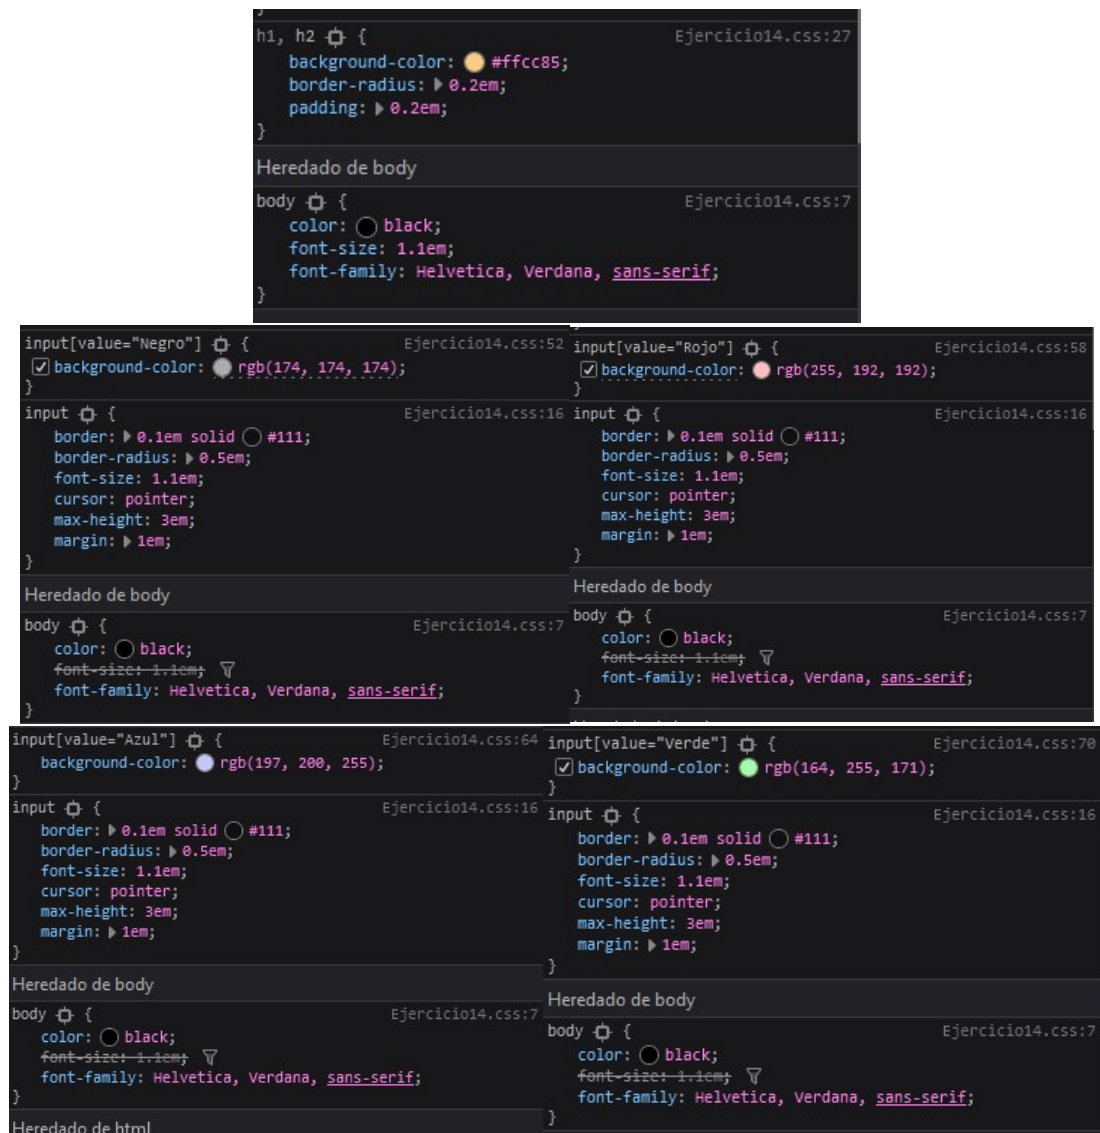 }
h1, h2 { Ejercicio14.css:27
background-color: #ffcc85;
border-radius: 0.2em;
padding: 0.2em;
}
Heredado de body
body { Ejercicio14.css:7
color: black;
font-size: 1.1em;
font-family: Helvetica, Verdana, sans-serif;
}
input[value="Negro"] { Ejercicio14.css:52
background-color: rgb(174, 174, 174);
}
input { Ejercicio14.css:16
border: 0.1em solid #111;
border-radius: 0.5em;
font-size: 1.1em;
cursor: pointer;
max-height: 3em;
margin: 1em;
}
Heredado de body
body { Ejercicio14.css:7
color: black;
font-size: 1.1em;
font-family: Helvetica, Verdana, sans-serif;
}
input[value="Rojo"] { Ejercicio14.css:58
background-color: rgb(255, 192, 192);
}
input { Ejercicio14.css:16
border: 0.1em solid #111;
border-radius: 0.5em;
font-size: 1.1em;
cursor: pointer;
max-height: 3em;
margin: 1em;
}
Heredado de body
body { Ejercicio14.css:7
color: black;
font-size: 1.1em;
font-family: Helvetica, Verdana, sans-serif;
}
input[value="Azul"] { Ejercicio14.css:64
background-color: rgb(197, 200, 255);
}
input { Ejercicio14.css:16
border: 0.1em solid #111;
border-radius: 0.5em;
font-size: 1.1em;
cursor: pointer;
max-height: 3em;
margin: 1em;
}
Heredado de body
body { Ejercicio14.css:7
color: black;
font-size: 1.1em;
font-family: Helvetica, Verdana, sans-serif;
}
Heredado de html
input[value="Verde"] { Ejercicio14.css:70
background-color: rgb(164, 255, 171);
}
input { Ejercicio14.css:16
border: 0.1em solid #111;
border-radius: 0.5em;
font-size: 1.1em;
cursor: pointer;
max-height: 3em;
margin: 1em;
}
Heredado de body
body { Ejercicio14.css:7
color: black;
font-size: 1.1em;
font-family: Helvetica, Verdana, sans-serif;
}